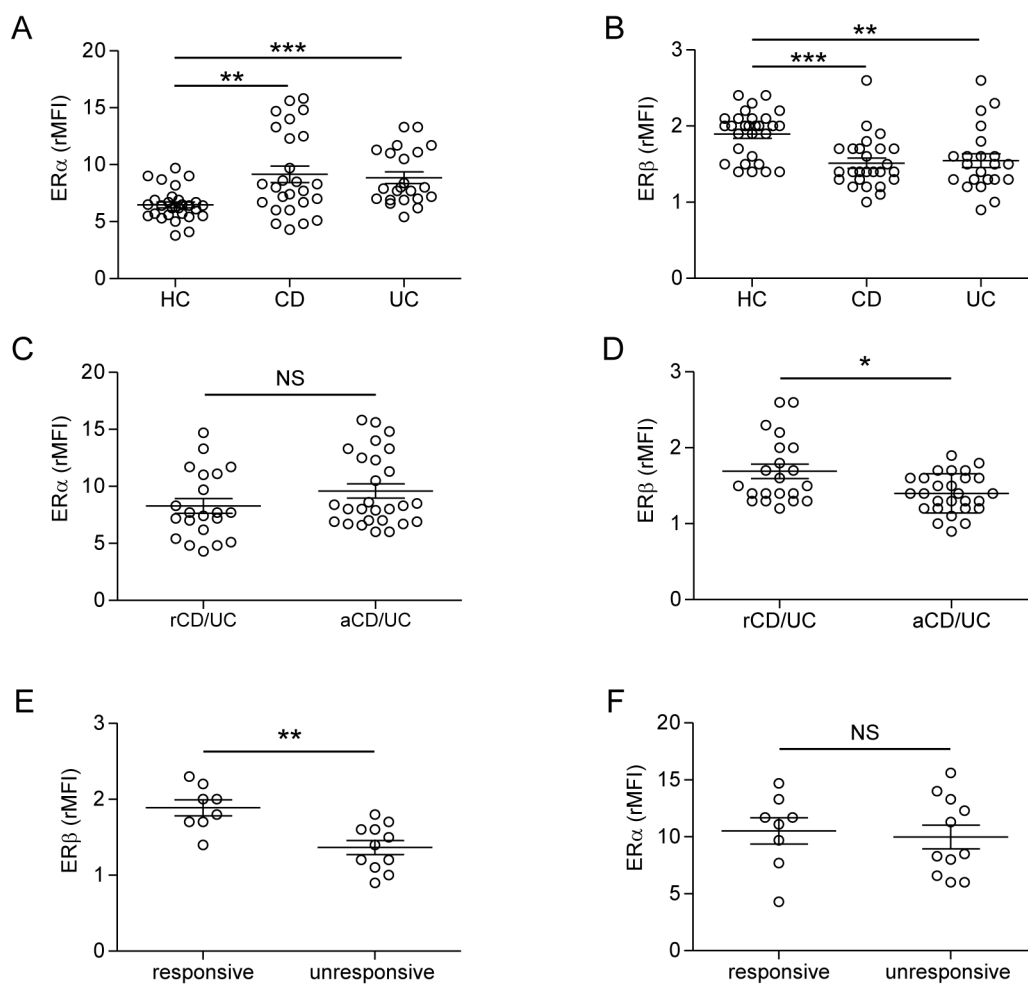 A
ERα (rMFI)
20
15
10
5
0
***
**
HC CD UC
B
ERβ (rMFI)
3
2
1
0
**
***
HC CD UC
C
ERα (rMFI)
20
15
10
5
0
NS
rCD/UC aCD/UC
D
ERβ (rMFI)
3
2
1
0
*
rCD/UC aCD/UC
E
ERβ (rMFI)
3
2
1
0
**
responsive unresponsive
F
ERα (rMFI)
20
15
10
5
0
NS
responsive unresponsive